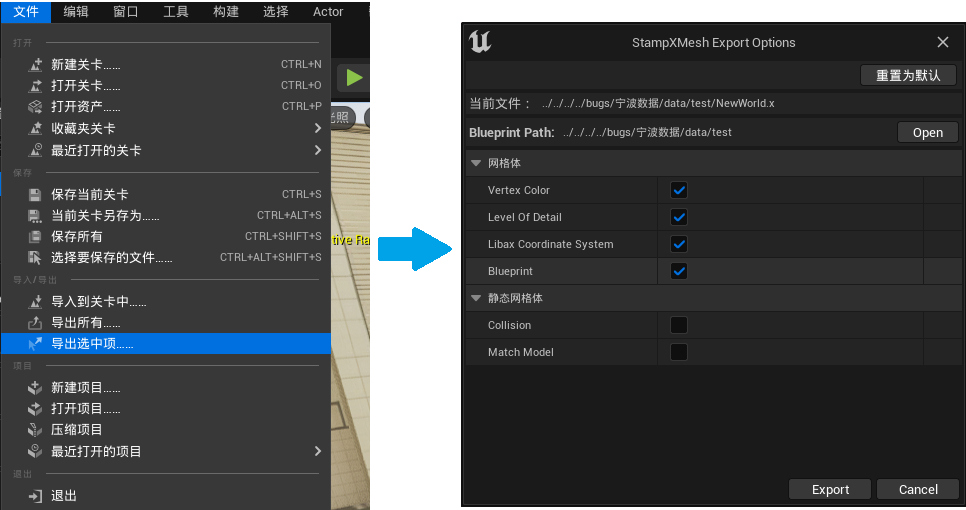 文件 编辑 窗口 工具 构建 选择 Actor
打开
新建关卡...... CTRL+N
打开关卡...... CTRL+O
打开资产...... CTRL+P
收藏夹关卡
最近打开的关卡
保存
保存当前关卡 CTRL+S
当前关卡另存为...... CTRL+ALT+S
保存所有 CTRL+SHIFT+S
选择要保存的文件...... CTRL+ALT+SHIFT+S
导入/导出
导入到关卡中......
导出所有......
导出选中项......
项目
新建项目......
打开项目......
压缩项目
最近打开的项目
退出
退出
光照
tive Ra
StampXMesh Export Options
重置为默认
当前文件： ../../../../bugs/宁波数据/data/test/NewWorld.x
Blueprint Path: ../../../../bugs/宁波数据/data/test Open
网格体
Vertex Color
Level Of Detail
Libax Coordinate System
Blueprint
静态网格体
Collision
Match Model
Export Cancel